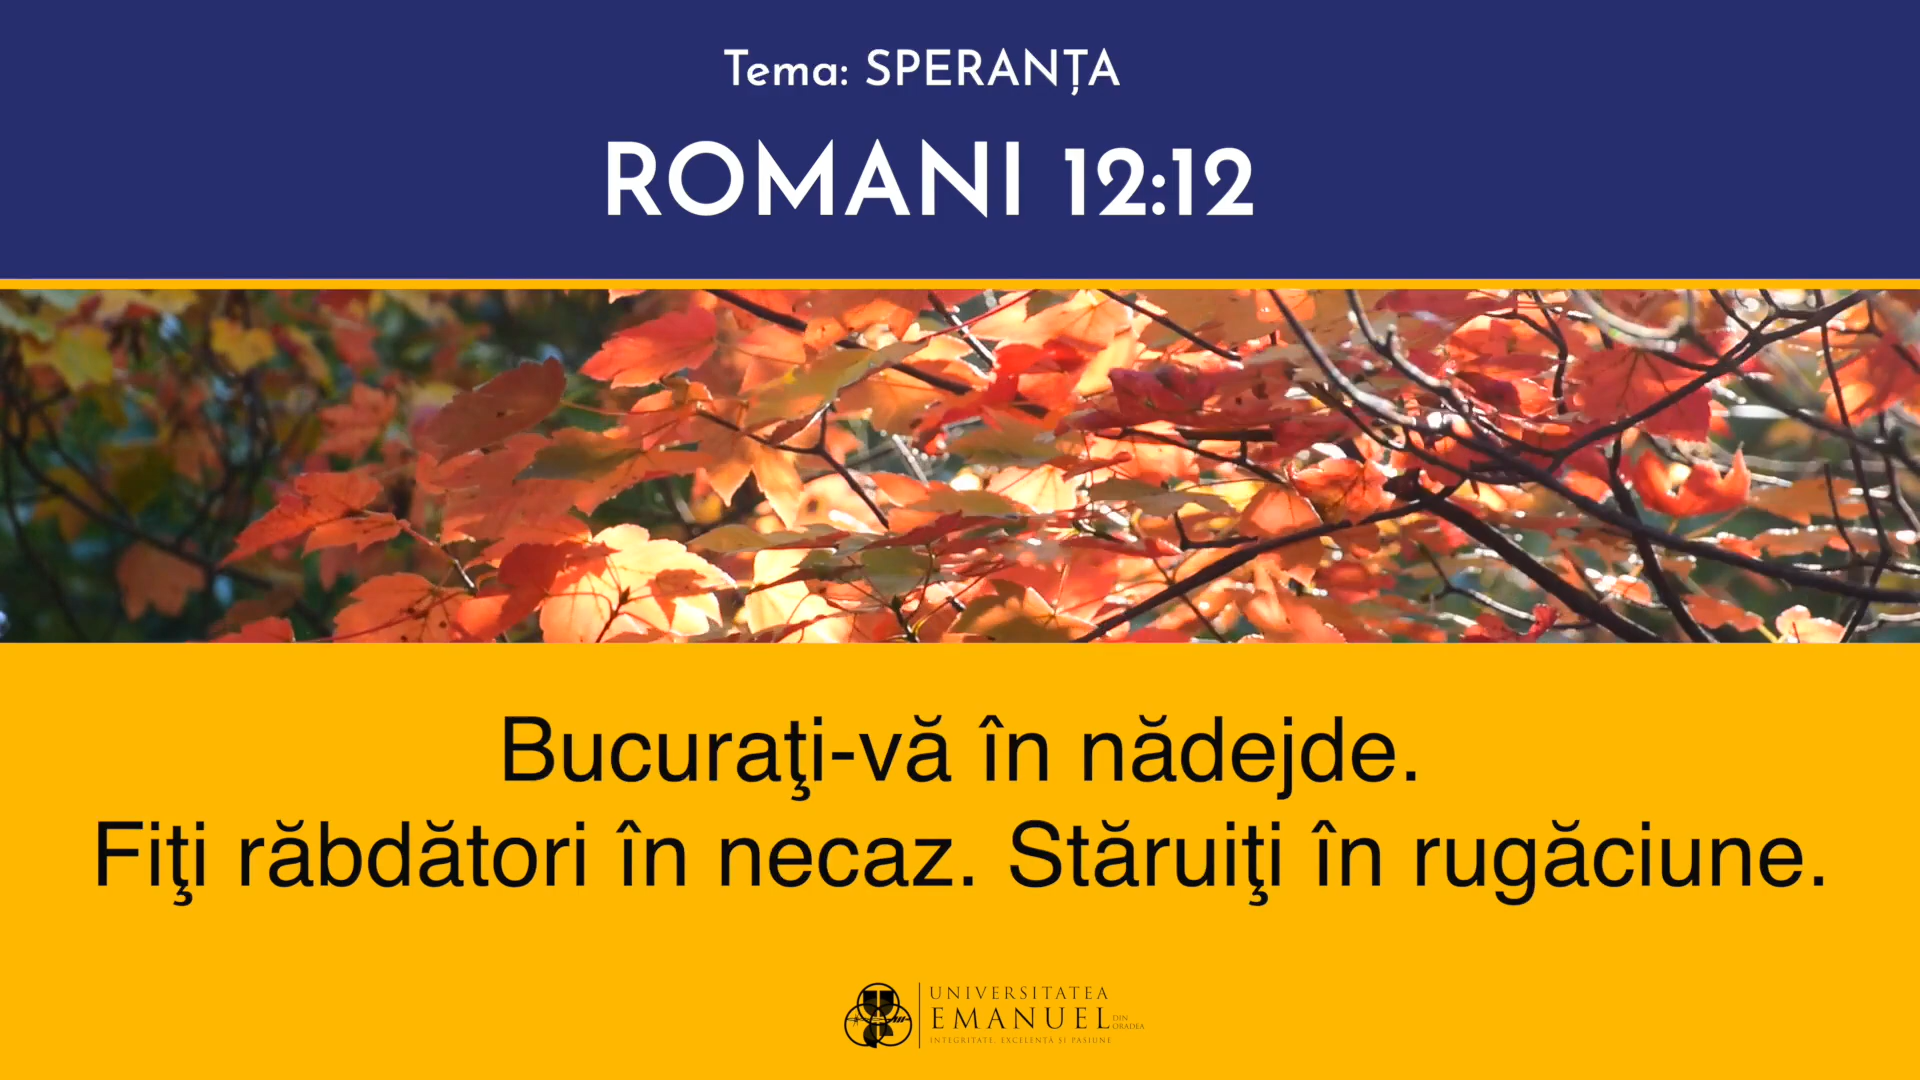 Tema: SPERANȚA
ROMANI 12:12
Bucuraţi-vă în nădejde.
Fiţi răbdători în necaz. Stăruiţi în rugăciune.
UNIVERSITATEA
EMANUEL DIN ORADEA
INTEGRITATE, EXCELENȚĂ ȘI PASIUNE